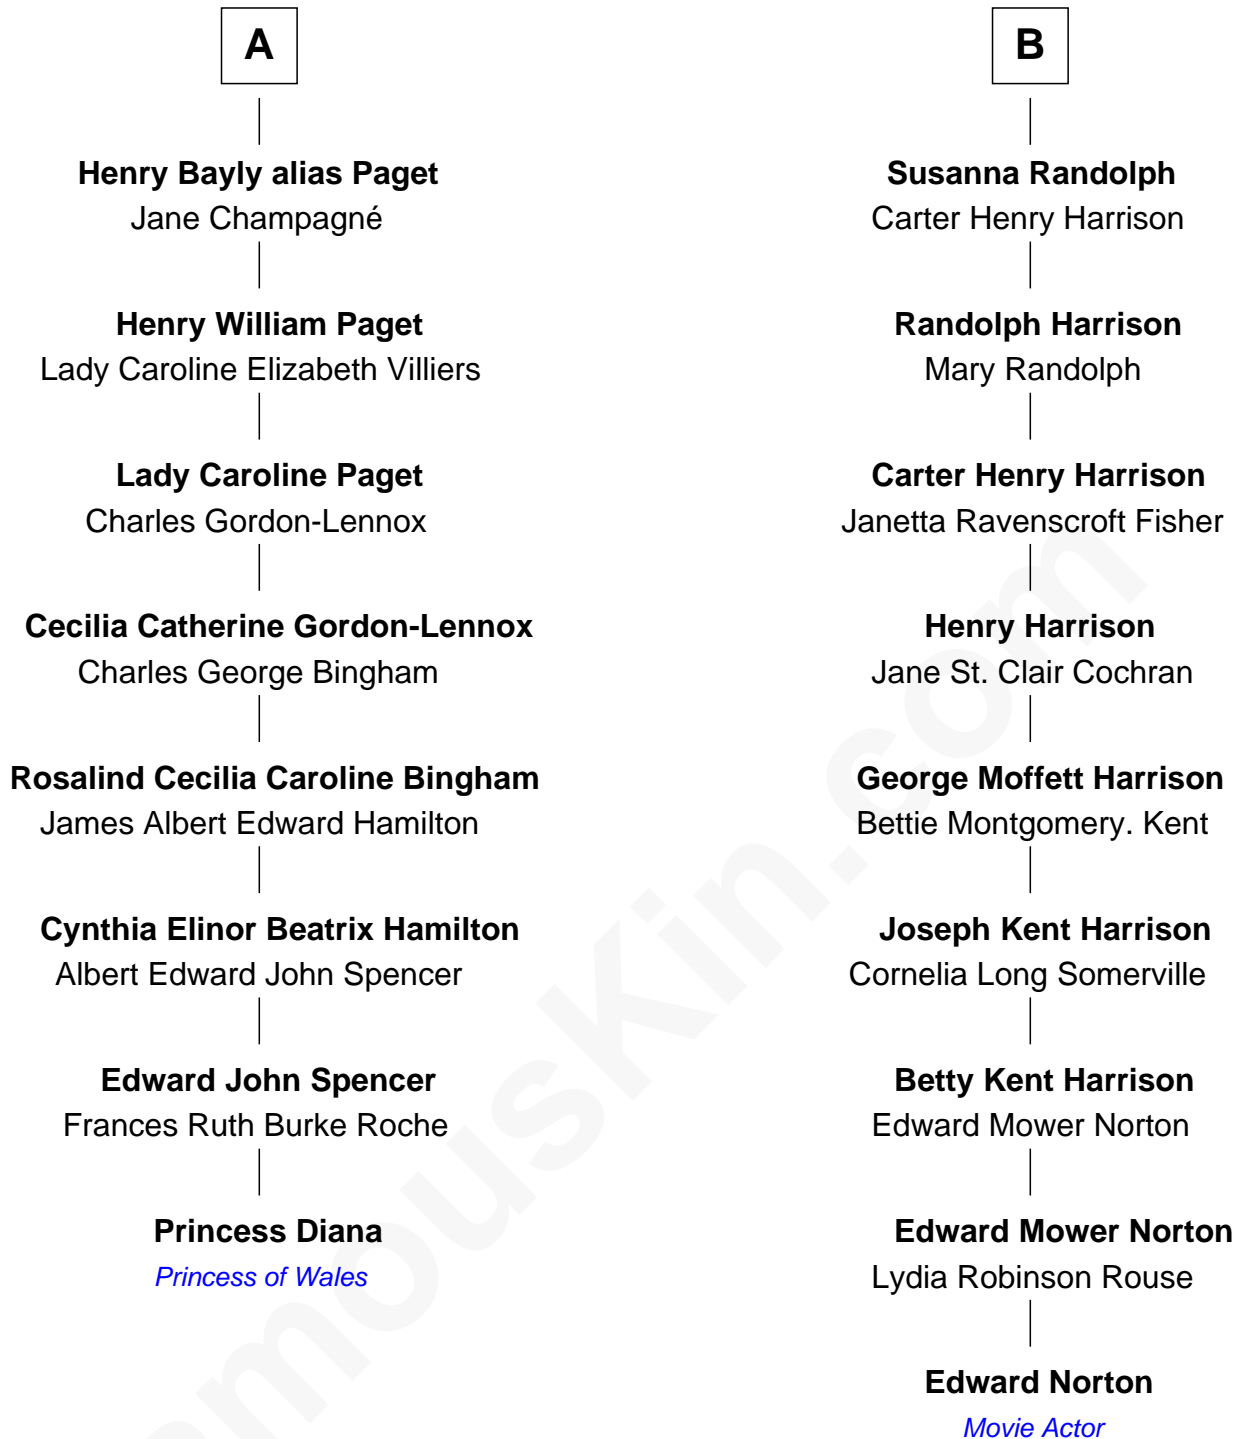 A
Henry Bayly alias Paget
Jane Champagné
Henry William Paget
Lady Caroline Elizabeth Villiers
Lady Caroline Paget
Charles Gordon-Lennox
Cecilia Catherine Gordon-Lennox
Charles George Bingham
Rosalind Cecilia Caroline Bingham
James Albert Edward Hamilton
Cynthia Elinor Beatrix Hamilton
Albert Edward John Spencer
Edward John Spencer
Frances Ruth Burke Roche
Princess Diana
Princess of Wales
B
Susanna Randolph
Carter Henry Harrison
Randolph Harrison
Mary Randolph
Carter Henry Harrison
Janetta Ravenscroft Fisher
Henry Harrison
Jane St. Clair Cochran
George Moffett Harrison
Bettie Montgomery. Kent
Joseph Kent Harrison
Cornelia Long Somerville
Betty Kent Harrison
Edward Mower Norton
Edward Mower Norton
Lydia Robinson Rouse
Edward Norton
Movie Actor
amousKin.com